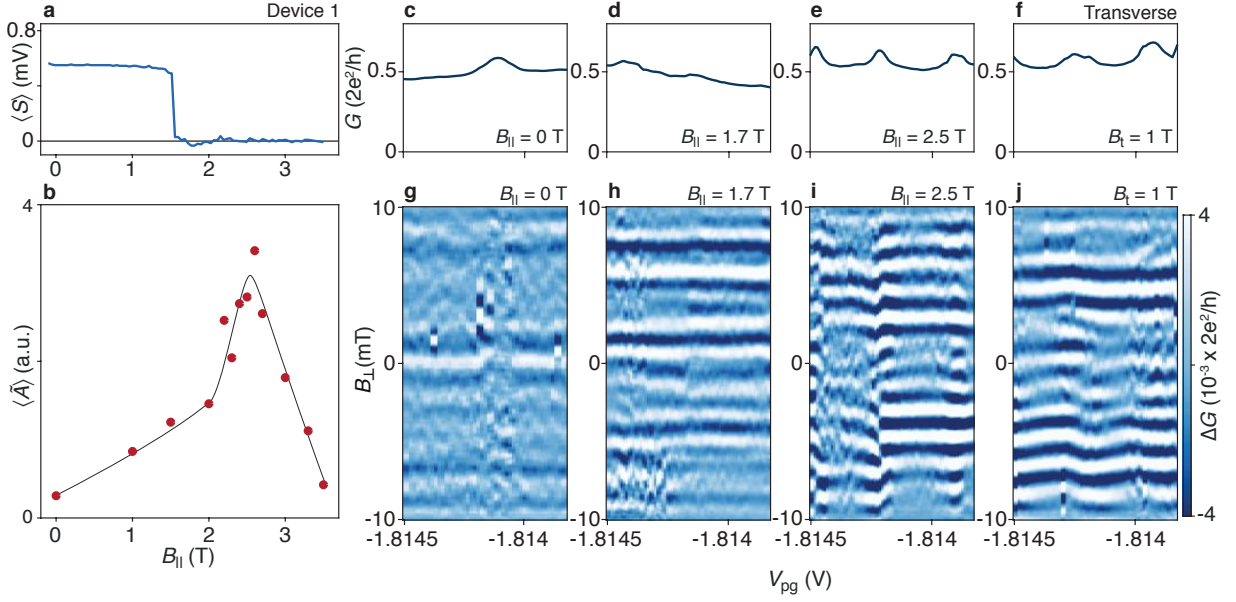 a Device 1
0.8
0
⟨S⟩ (mV)
0 1 2 3
b
4
0
⟨Ã⟩ (a.u.)
0 1 2 3
B|| (T)
c d e f Transverse
G (2e²/h)
0.5 0.5 0.5 0.5
0 0 0 0
B|| = 0 T B|| = 1.7 T B|| = 2.5 T Bt = 1 T
g B|| = 0 T h B|| = 1.7 T i B|| = 2.5 T j Bt = 1 T
10 10 10 10
B⊥(mT)
0 0 0 0
-10 -10 -10 -10
-1.8145 -1.814 -1.8145 -1.814 -1.8145 -1.814 -1.8145 -1.814
Vpg (V)
4
-4
ΔG (10⁻³ x 2e²/h)